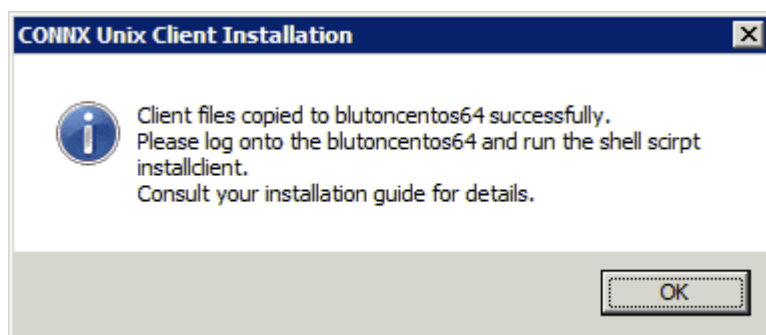 CONNX Unix Client Installation
Client files copied to blutoncentos64 successfully.
Please log onto the blutoncentos64 and run the shell scirpt
installclient.
Consult your installation guide for details.
OK